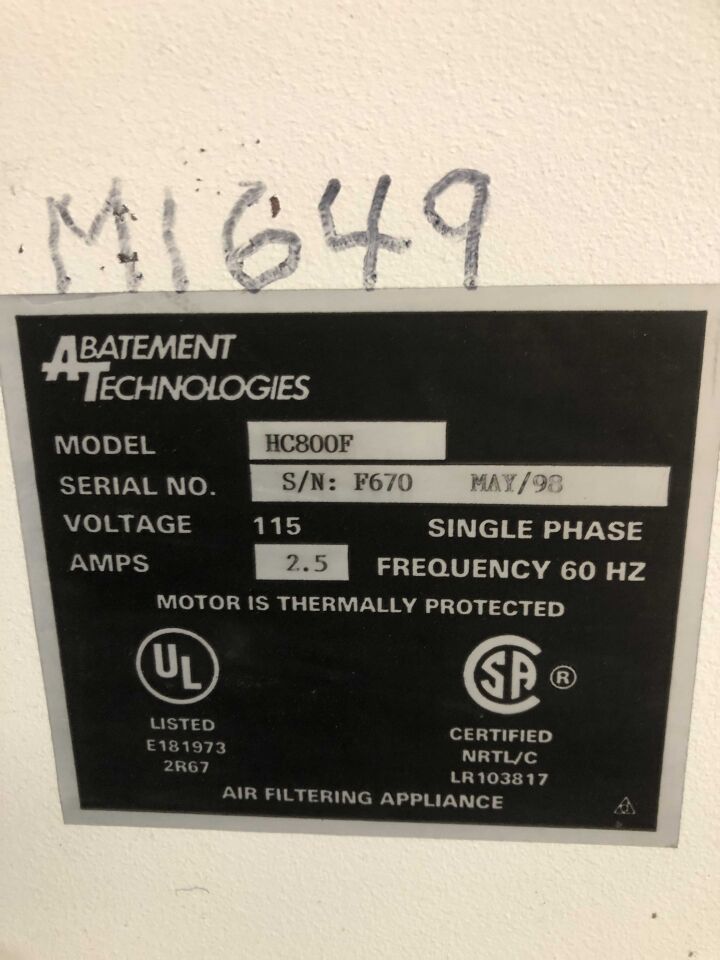 M1649
ABATEMENT
TECHNOLOGIES
MODEL HC800F
SERIAL NO. S/N: F670 MAY/98
VOLTAGE 115 SINGLE PHASE
AMPS 2.5 FREQUENCY 60 HZ
MOTOR IS THERMALLY PROTECTED
UL SA ®
LISTED CERTIFIED
E181973 NRTL/C
2R67 LR103817
AIR FILTERING APPLIANCE